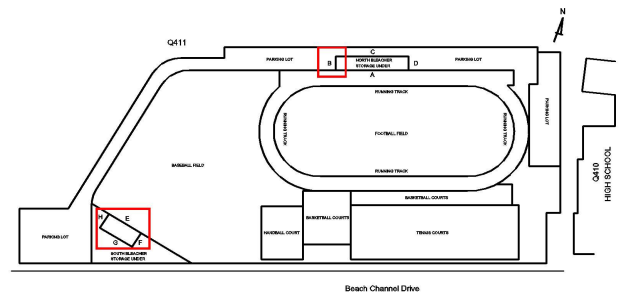 N
Q411
C
PARKING LOT
B
NORTH BLEACHER
STORAGE UNDER
D
PARKING LOT
A
RUNNING TRACK
PARKING LOT
RUNNING TRACK
FOOTBALL FIELD
RUNNING TRACK
Q410
HIGH SCHOOL
BASEBALL FIELD
RUNNING TRACK
BASKETBALL COURTS
H
E
BASKETBALL COURTS
PARKING LOT
G
F
HANDBALL COURT
TENNIS COURTS
SOUTH BLEACHER
STORAGE UNDER
Beach Channel Drive